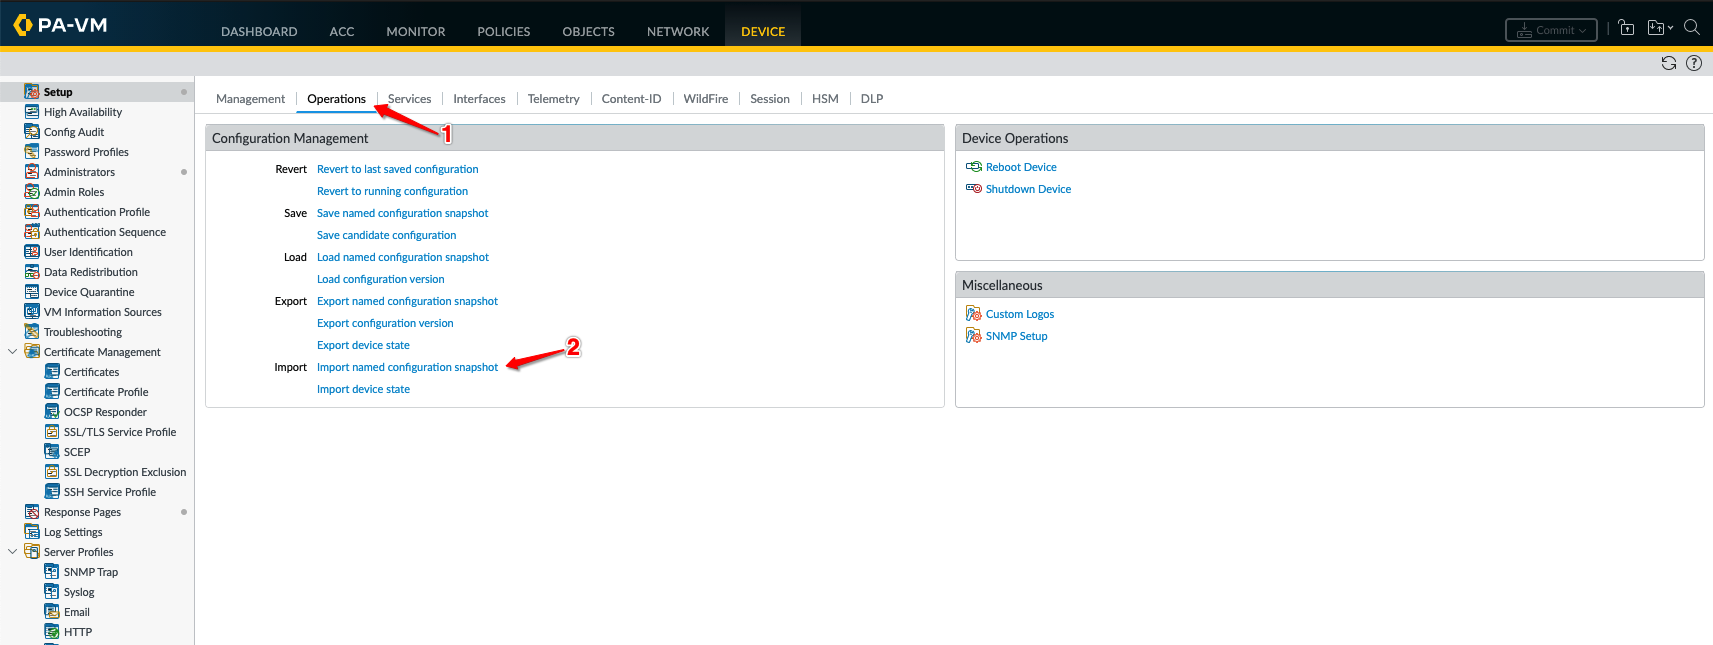 PA-VM
DASHBOARD ACC MONITOR POLICIES OBJECTS NETWORK DEVICE Commit
Setup
High Availability
Config Audit
Password Profiles
Administrators
Admin Roles
Authentication Profile
Authentication Sequence
User Identification
Data Redistribution
Device Quarantine
VM Information Sources
Troubleshooting
Certificate Management
Certificates
Certificate Profile
OCSP Responder
SSL/TLS Service Profile
SCEP
SSL Decryption Exclusion
SSH Service Profile
Response Pages
Log Settings
Server Profiles
SNMP Trap
Syslog
Email
HTTP
Management Operations Services Interfaces Telemetry Content-ID WildFire Session HSM DLP
1
Configuration Management
Revert Revert to last saved configuration
Revert to running configuration
Save Save named configuration snapshot
Save candidate configuration
Load Load named configuration snapshot
Load configuration version
Export Export named configuration snapshot
Export configuration version
Export device state
2
Import Import named configuration snapshot
Import device state
Device Operations
Reboot Device
Shutdown Device
Miscellaneous
Custom Logos
SNMP Setup